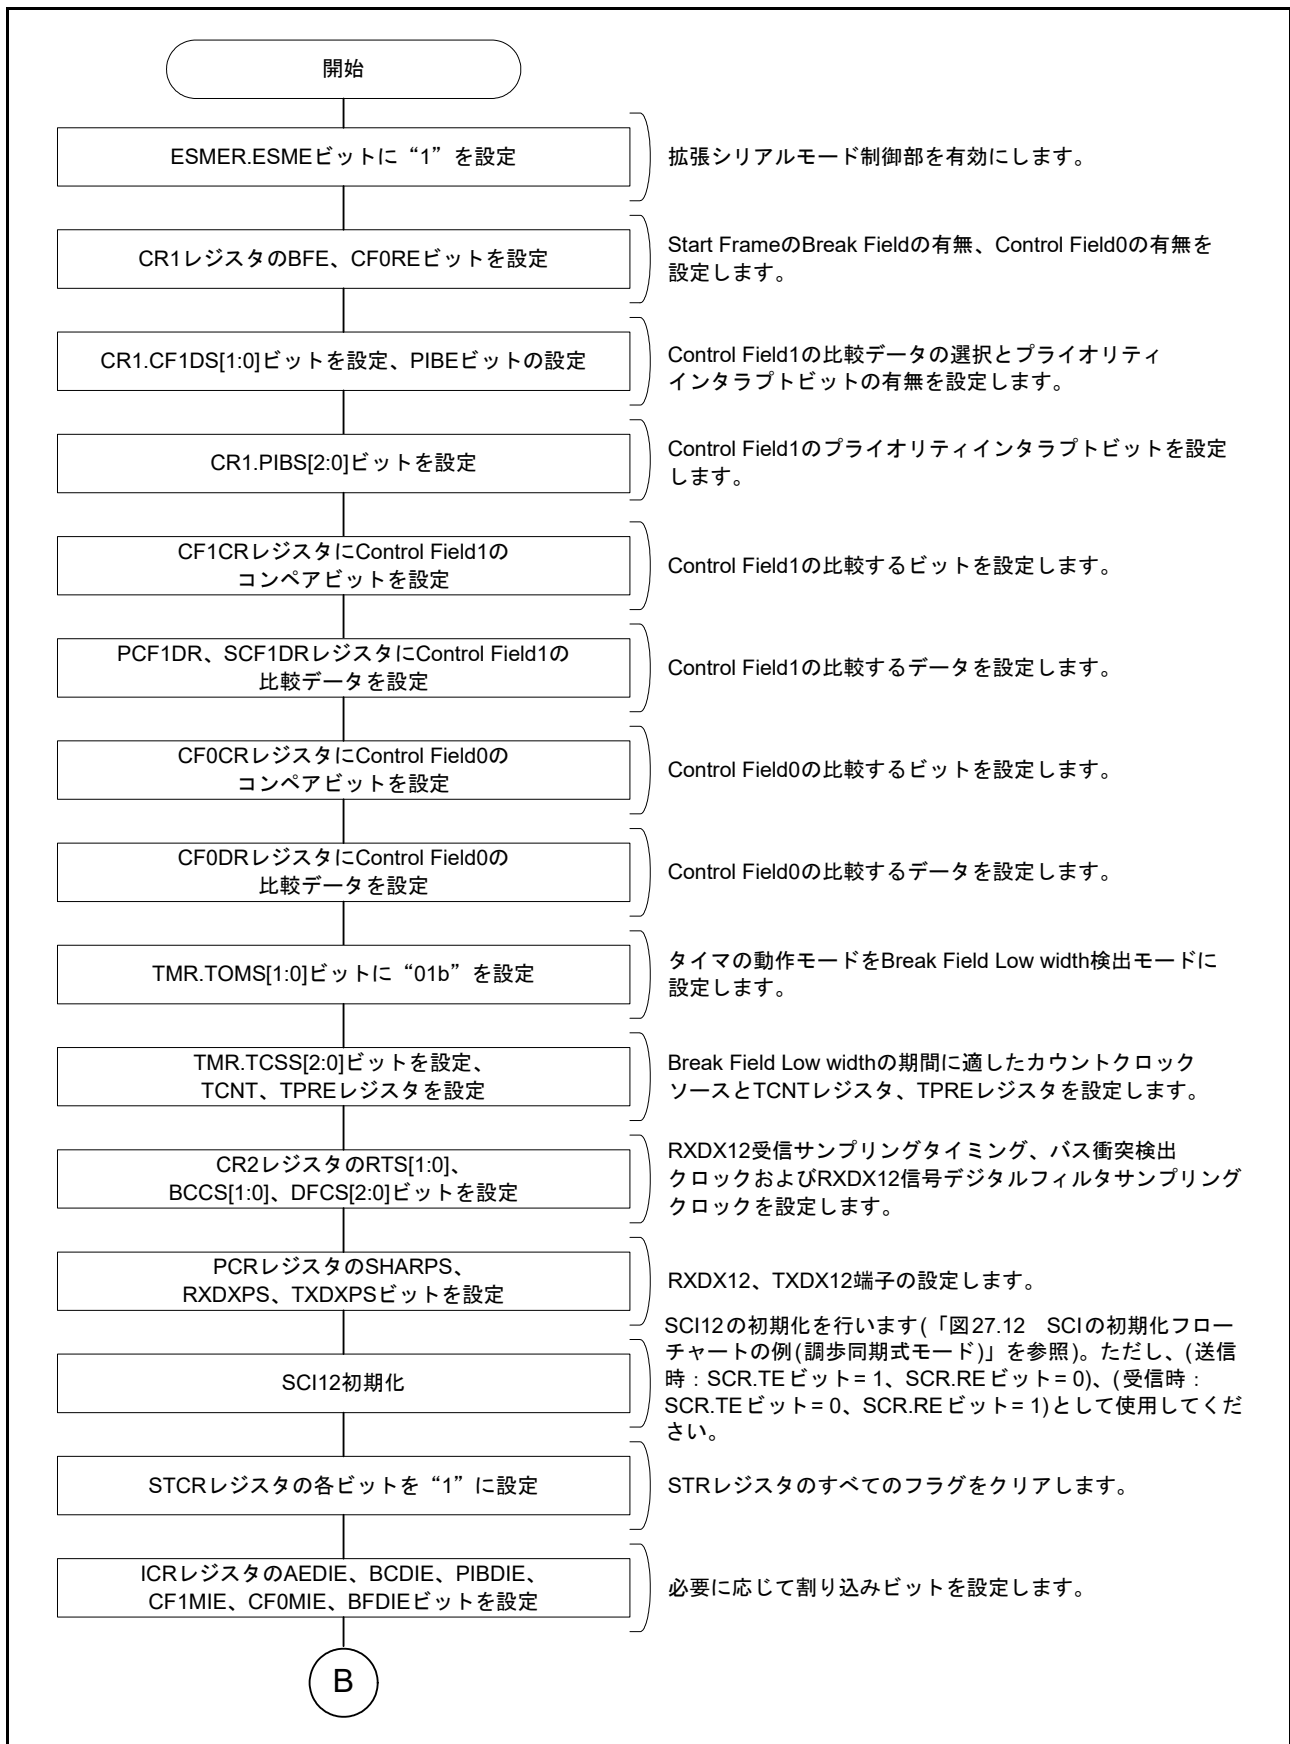 開始
ESMER.ESMEビットに“1”を設定
拡張シリアルモード制御部を有効にします。
CR1レジスタのBFE、CF0REビットを設定
Start FrameのBreak Fieldの有無、Control Field0の有無を
設定します。
CR1.CF1DS[1:0]ビットを設定、PIBEビットの設定
Control Field1の比較データの選択とプライオリティ
インタラプトビットの有無を設定します。
CR1.PIBS[2:0]ビットを設定
Control Field1のプライオリティインタラプトビットを設定
します。
CF1CRレジスタにControl Field1の
コンペアビットを設定
Control Field1の比較するビットを設定します。
PCF1DR、SCF1DRレジスタにControl Field1の
比較データを設定
Control Field1の比較するデータを設定します。
CF0CRレジスタにControl Field0の
コンペアビットを設定
Control Field0の比較するビットを設定します。
CF0DRレジスタにControl Field0の
比較データを設定
Control Field0の比較するデータを設定します。
TMR.TOMS[1:0]ビットに“01b”を設定
タイマの動作モードをBreak Field Low width検出モードに
設定します。
TMR.TCSS[2:0]ビットを設定、
TCNT、TPREレジスタを設定
Break Field Low widthの期間に適したカウントクロック
ソースとTCNTレジスタ、TPREレジスタを設定します。
CR2レジスタのRTS[1:0]、
BCCS[1:0]、DFCS[2:0]ビットを設定
RXDX12受信サンプリングタイミング、バス衝突検出
クロックおよびRXDX12信号デジタルフィルタサンプリング
クロックを設定します。
PCRレジスタのSHARPS、
RXDXPS、TXDXPSビットを設定
RXDX12、TXDX12端子の設定します。
SCI12初期化
SCI12の初期化を行います(「図27.12 SCIの初期化フロー
チャートの例(調歩同期式モード)」を参照)。ただし、(送信
時：SCR.TEビット= 1、SCR.REビット= 0)、(受信時：
SCR.TEビット= 0、SCR.REビット= 1)として使用してくだ
さい。
STCRレジスタの各ビットを“1”に設定
STRレジスタのすべてのフラグをクリアします。
ICRレジスタのAEDIE、BCDIE、PIBDIE、
CF1MIE、CF0MIE、BFDIEビットを設定
必要に応じて割り込みビットを設定します。
B